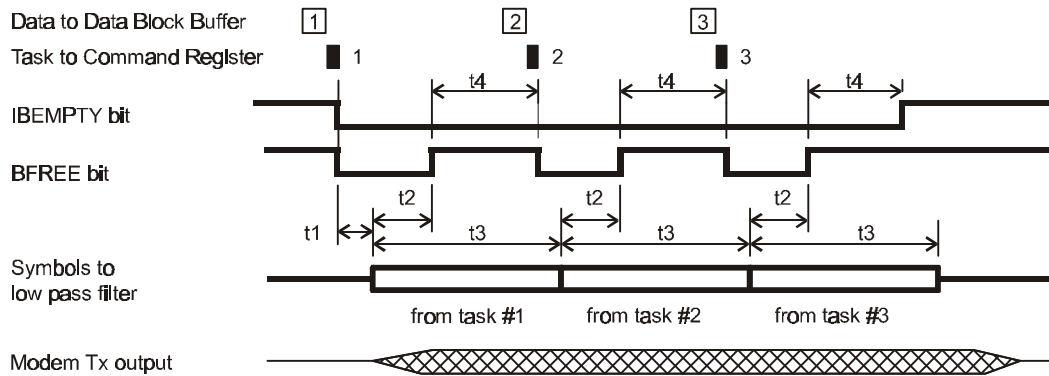 Data to Data Block Buffer 1 2 3
Task to Command Register 1 2 3
t4 t4 t4
IBEMPTY bit
BFREE bit
t2 t2 t2
t1 t3 t3 t3
Symbols to
low pass filter
from task #1 from task #2 from task #3
Modem Tx output